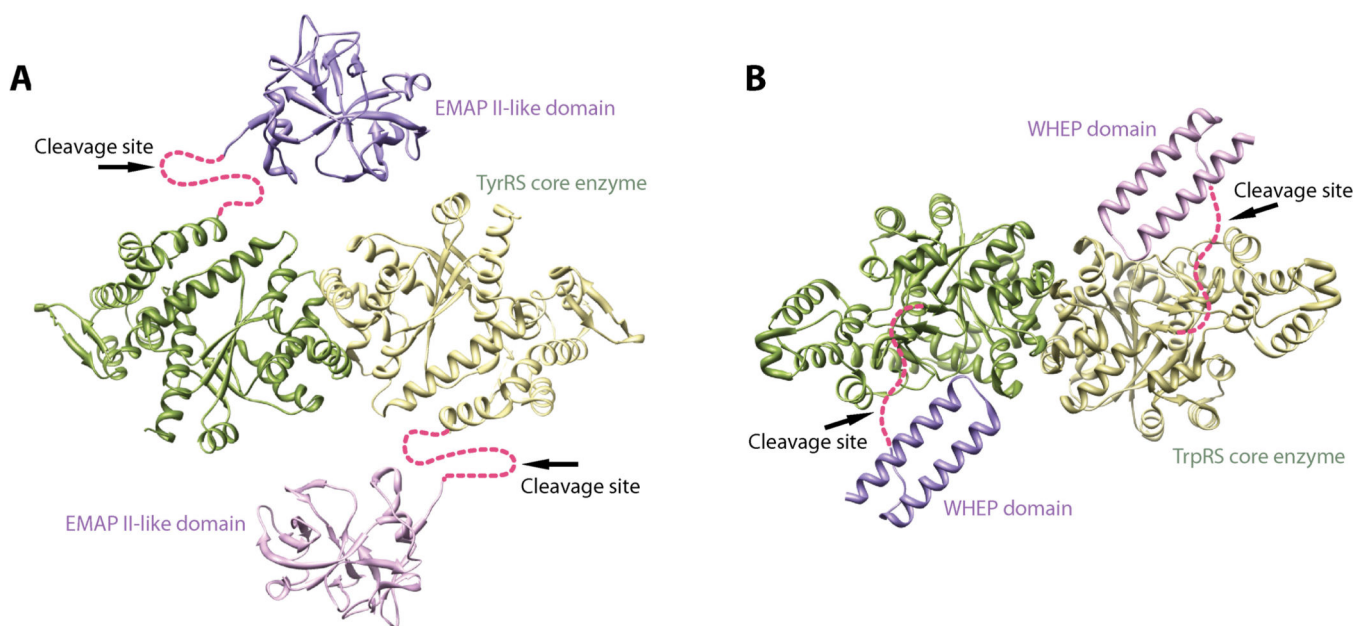 A
EMAP II-like domain
Cleavage site
TyrRS core enzyme
Cleavage site
EMAP II-like domain
B
WHEP domain
Cleavage site
Cleavage site
TrpRS core enzyme
WHEP domain